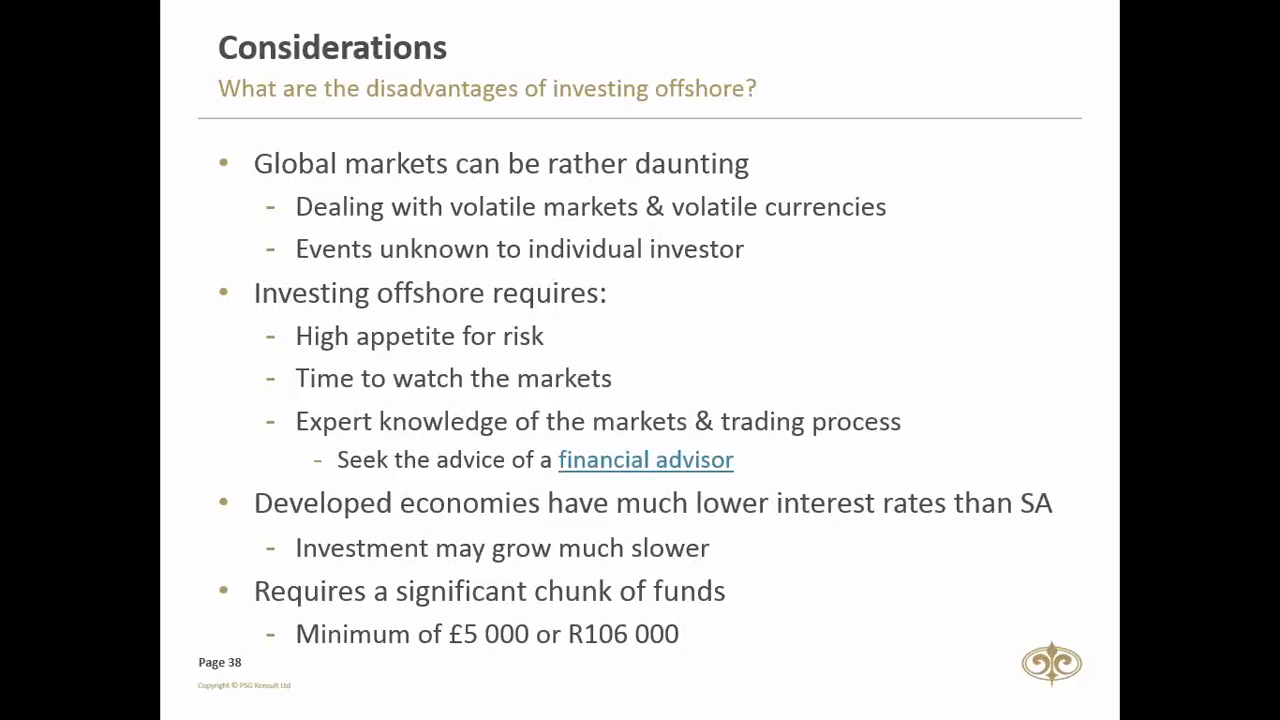 Considerations
What are the disadvantages of investing offshore?
• Global markets can be rather daunting
- Dealing with volatile markets & volatile currencies
- Events unknown to individual investor
• Investing offshore requires:
- High appetite for risk
- Time to watch the markets
- Expert knowledge of the markets & trading process
- Seek the advice of a financial advisor
• Developed economies have much lower interest rates than SA
- Investment may grow much slower
• Requires a significant chunk of funds
- Minimum of £5 000 or R106 000
Page 38
Copyright © PSG Konsult Ltd